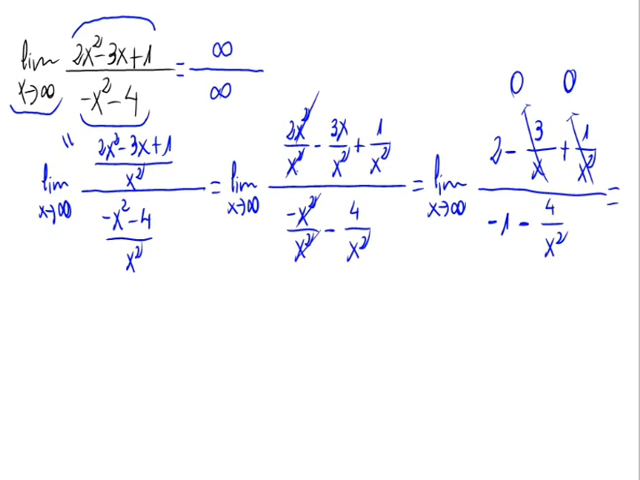 lim x→∞ (2x² - 3x + 1)/(-x² - 4) = ∞/∞
0 0
" lim x→∞ ((2x² - 3x + 1)/x²)/((-x² - 4)/x²) = lim x→∞ (2x²/x² - 3x/x² + 1/x²)/(-x²/x² - 4/x²) = lim x→∞ (2 - 3/x + 1/x²)/(-1 - 4/x²) =